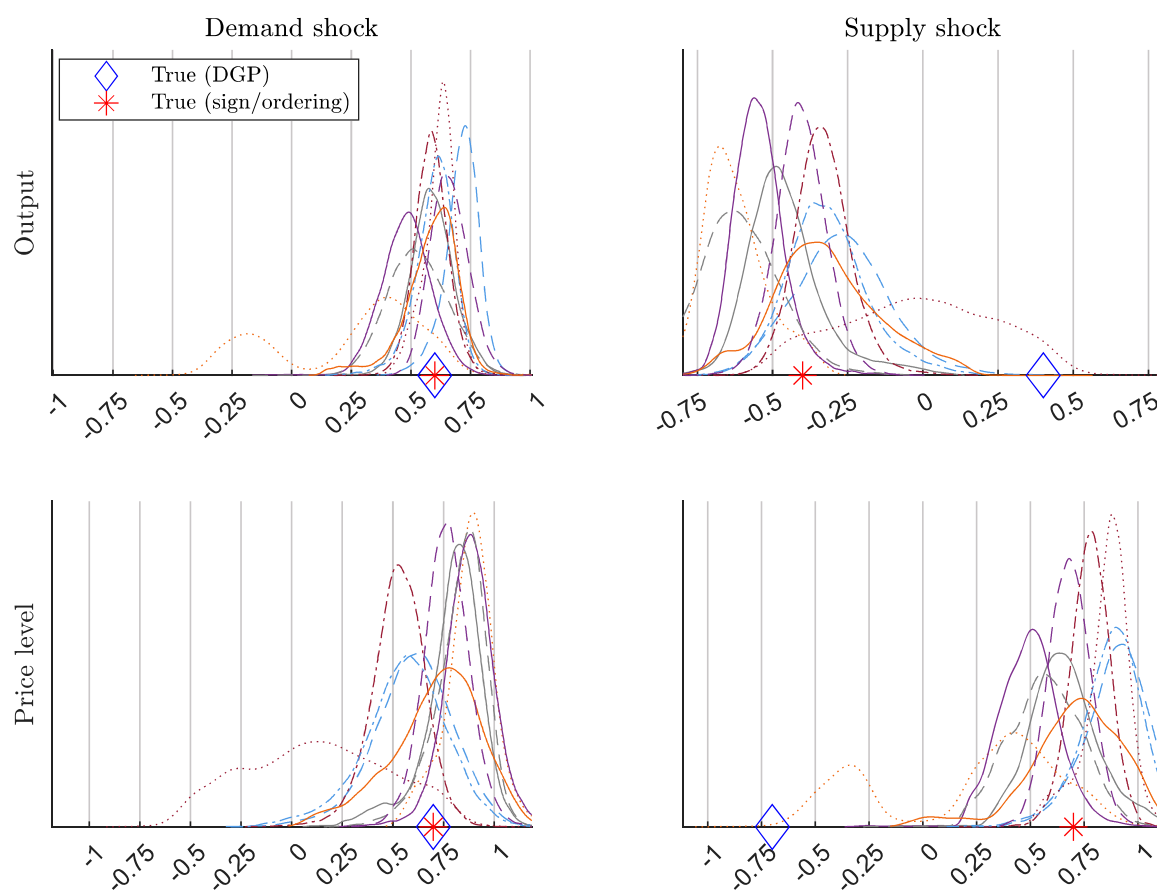 Demand shock
Supply shock
Output
True (DGP)
True (sign/ordering)
-1 -0.75 -0.5 -0.25 0 0.25 0.5 0.75 1
-0.75 -0.5 -0.25 0 0.25 0.5 0.75
Price level
-1 -0.75 -0.5 -0.25 0 0.25 0.5 0.75 1
-1 -0.75 -0.5 -0.25 0 0.25 0.5 0.75 1